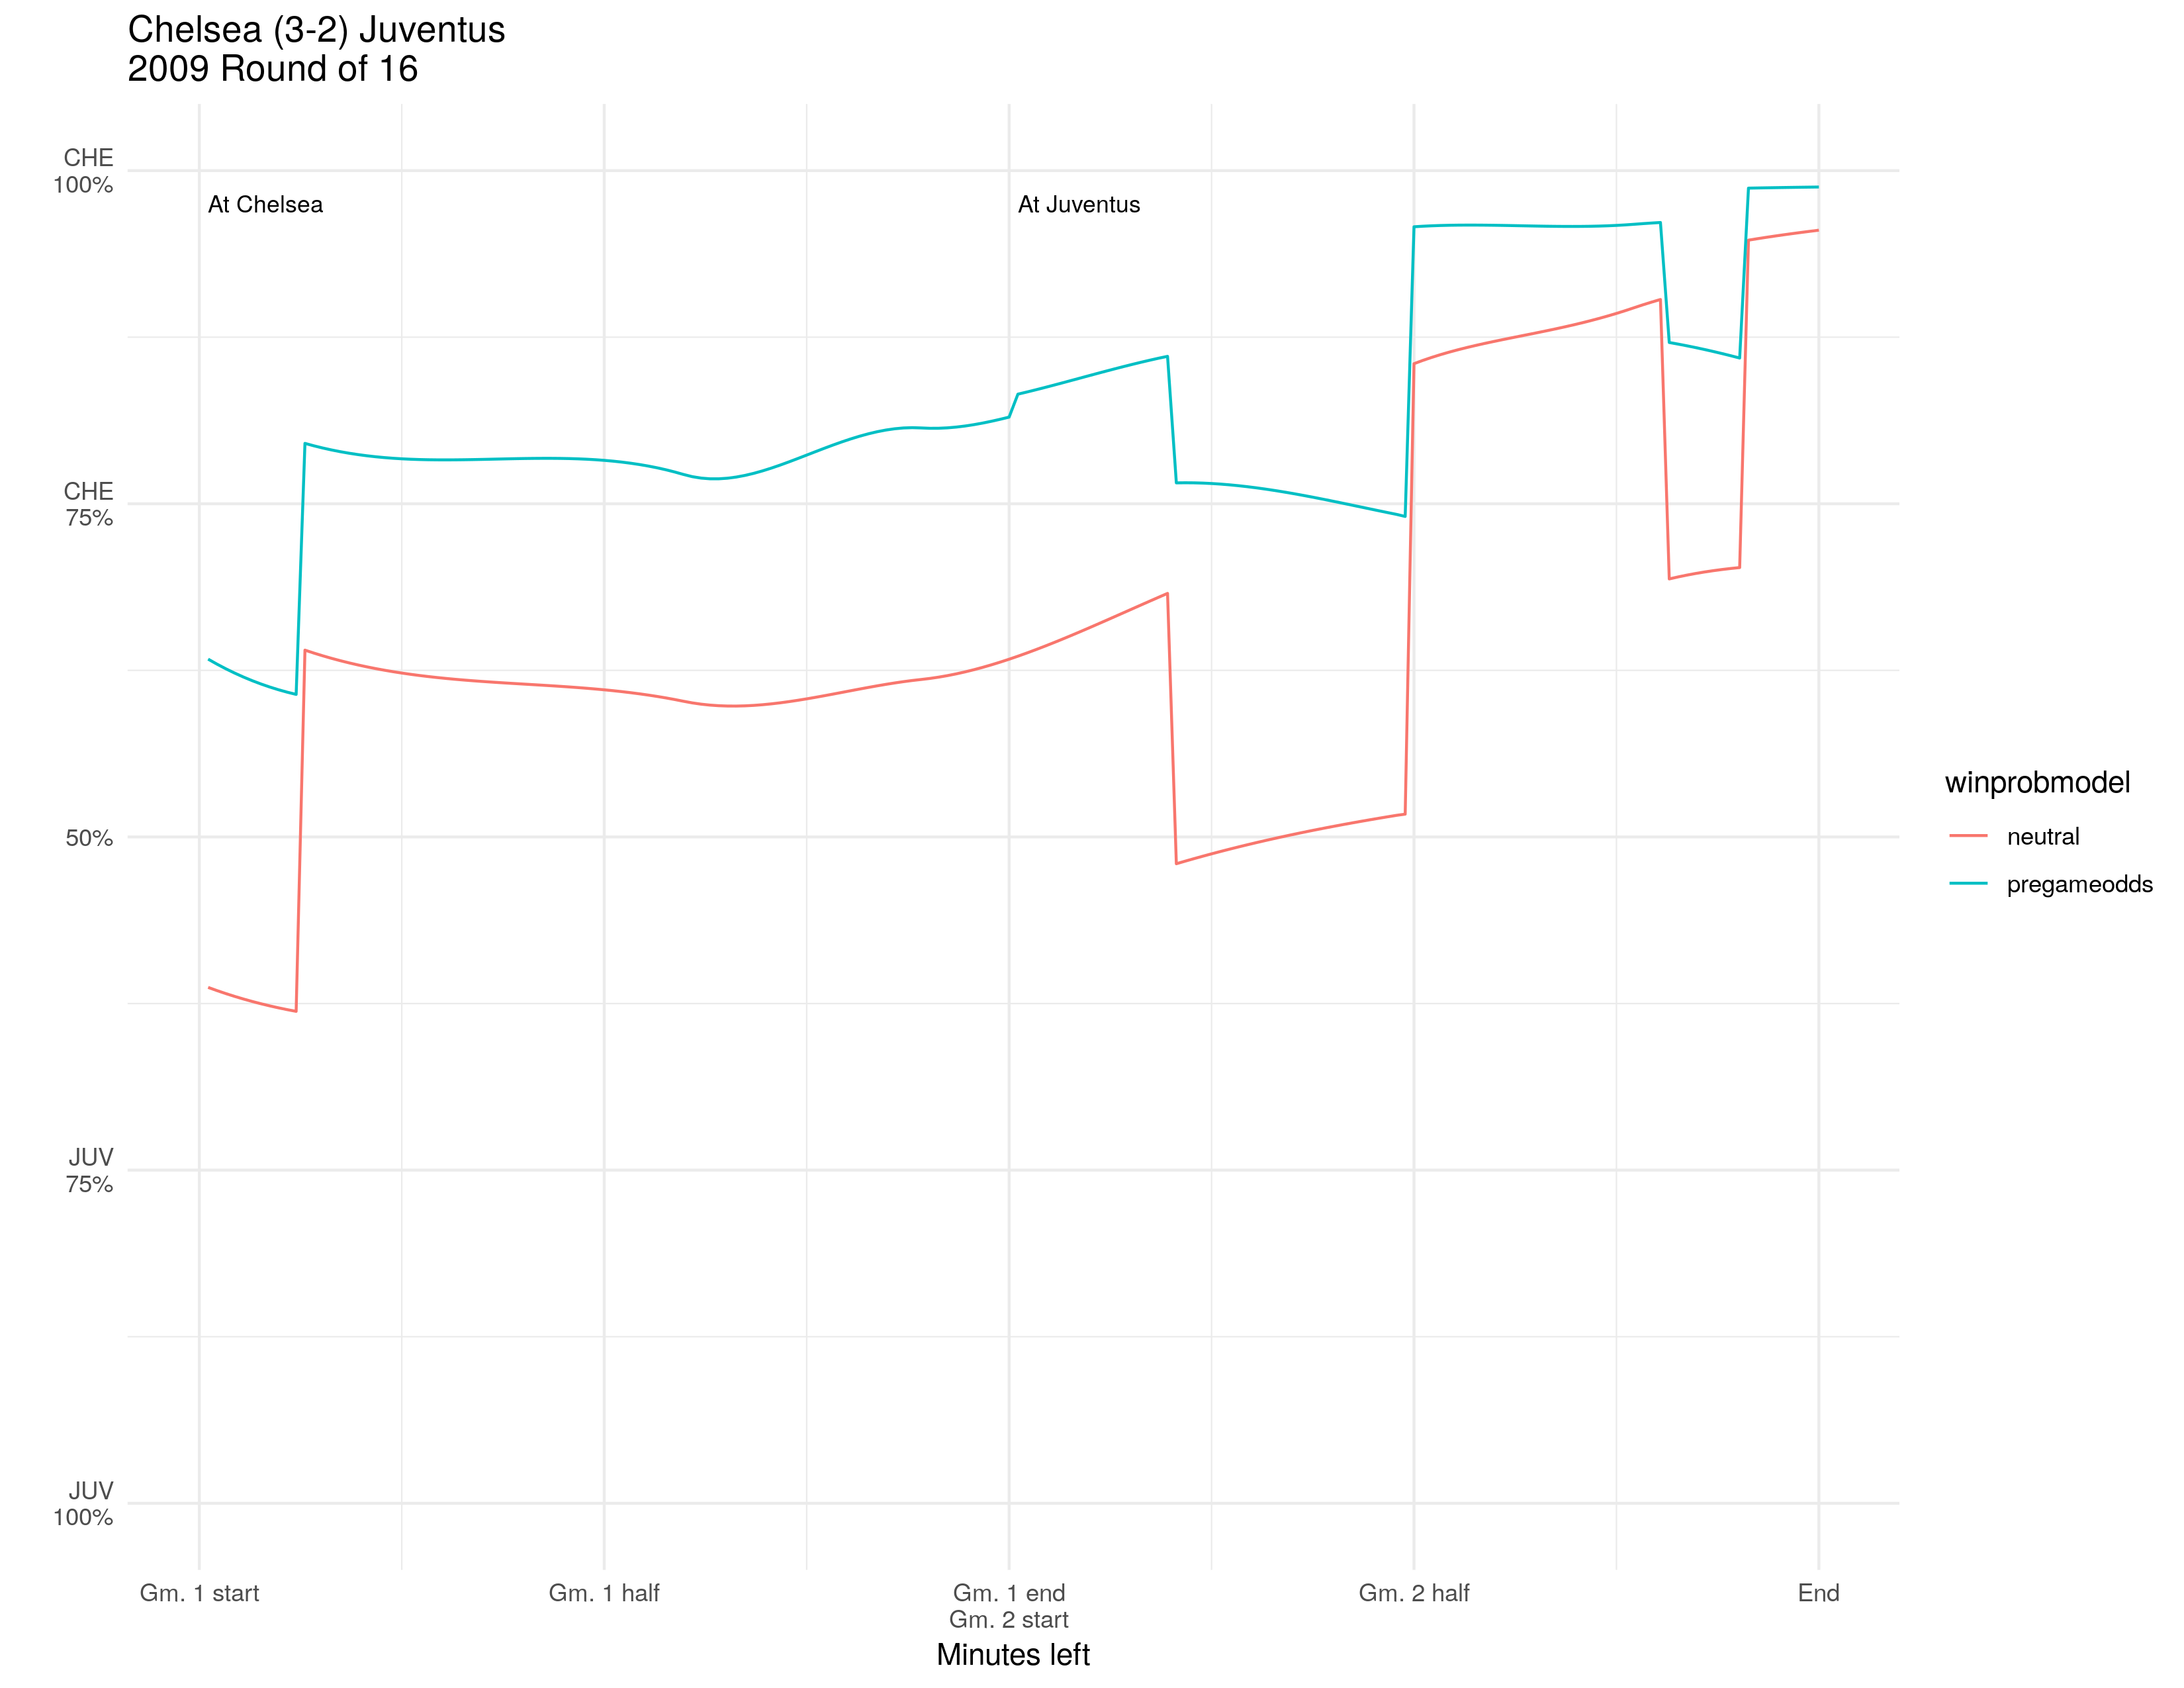 Chelsea (3-2) Juventus
2009 Round of 16
CHE
100%
At Chelsea
At Juventus
CHE
75%
50%
JUV
75%
JUV
100%
winprobmodel
neutral
pregameodds
Gm. 1 start
Gm. 1 half
Gm. 1 end
Gm. 2 start
Gm. 2 half
End
Minutes left